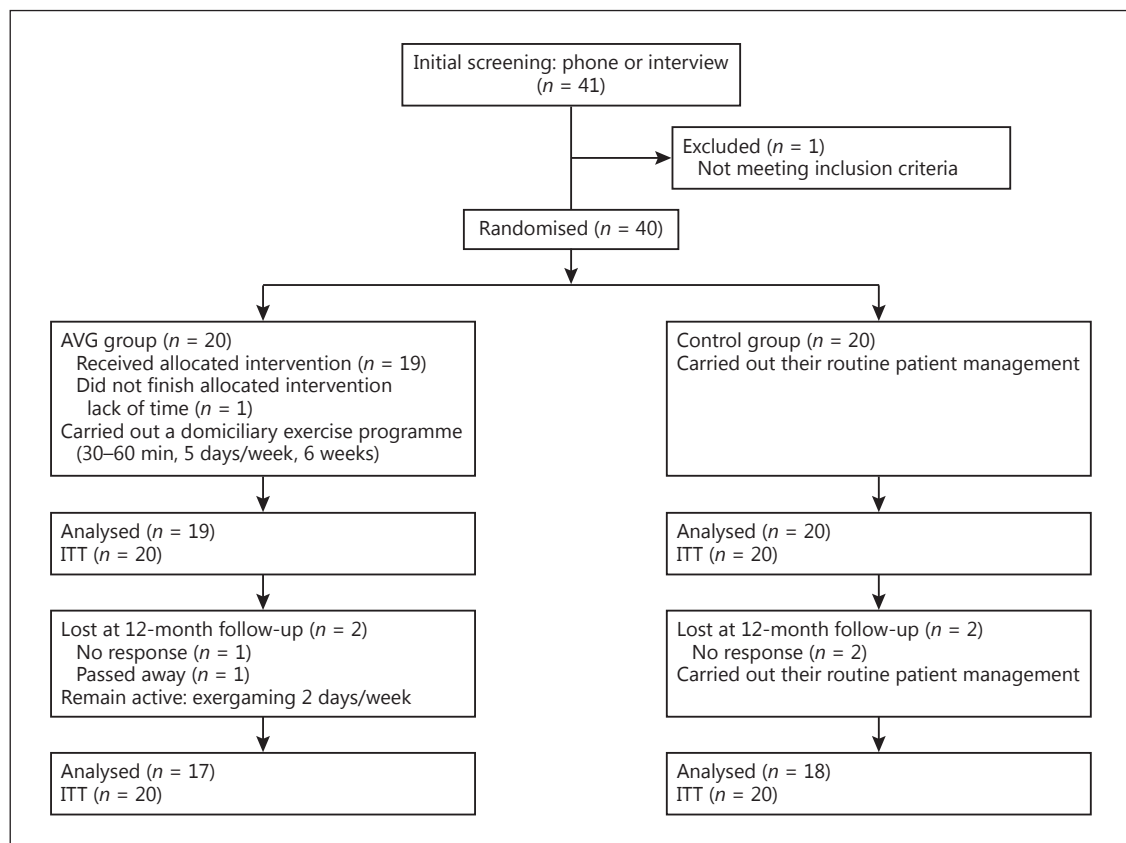 Initial screening: phone or interview
(n = 41)
Excluded (n = 1)
Not meeting inclusion criteria
Randomised (n = 40)
AVG group (n = 20)
Received allocated intervention (n = 19)
Did not finish allocated intervention
lack of time (n = 1)
Carried out a domiciliary exercise programme
(30–60 min, 5 days/week, 6 weeks)
Control group (n = 20)
Carried out their routine patient management
Analysed (n = 19)
ITT (n = 20)
Analysed (n = 20)
ITT (n = 20)
Lost at 12-month follow-up (n = 2)
No response (n = 1)
Passed away (n = 1)
Remain active: exergaming 2 days/week
Lost at 12-month follow-up (n = 2)
No response (n = 2)
Carried out their routine patient management
Analysed (n = 17)
ITT (n = 20)
Analysed (n = 18)
ITT (n = 20)